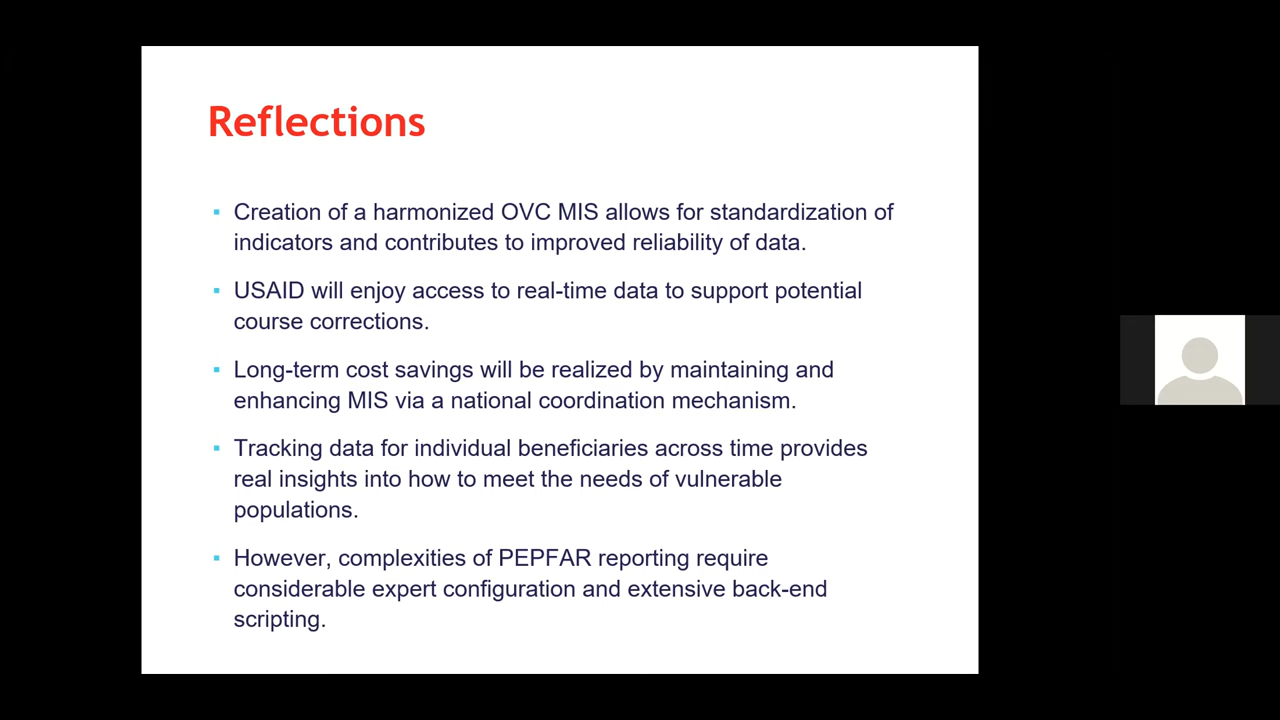 Reflections
▪ Creation of a harmonized OVC MIS allows for standardization of
indicators and contributes to improved reliability of data.
▪ USAID will enjoy access to real-time data to support potential
course corrections.
▪ Long-term cost savings will be realized by maintaining and
enhancing MIS via a national coordination mechanism.
▪ Tracking data for individual beneficiaries across time provides
real insights into how to meet the needs of vulnerable
populations.
▪ However, complexities of PEPFAR reporting require
considerable expert configuration and extensive back-end
scripting.